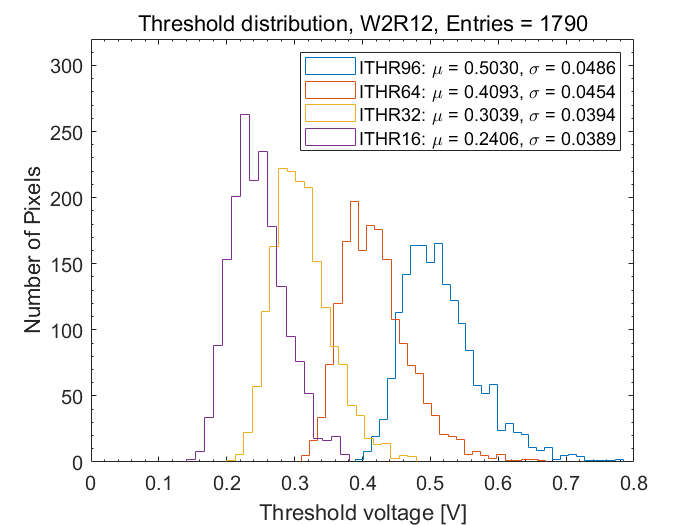 Threshold distribution, W2R12, Entries = 1790
ITHR96: μ = 0.5030, σ = 0.0486
ITHR64: μ = 0.4093, σ = 0.0454
ITHR32: μ = 0.3039, σ = 0.0394
ITHR16: μ = 0.2406, σ = 0.0389
Number of Pixels
300
250
200
150
100
50
0
0 0.1 0.2 0.3 0.4 0.5 0.6 0.7 0.8
Threshold voltage [V]